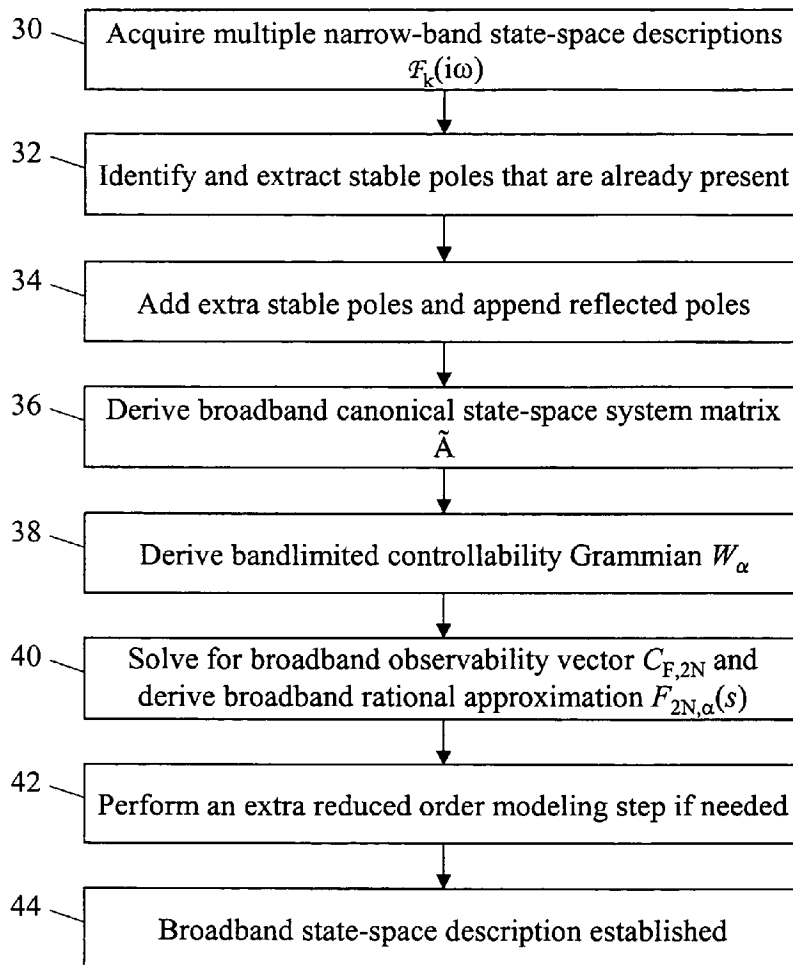 30
Acquire multiple narrow-band state-space descriptions
ℱk(iω)
32
Identify and extract stable poles that are already present
34
Add extra stable poles and append reflected poles
36
Derive broadband canonical state-space system matrix
Ã
38
Derive bandlimited controllability Grammian Wα
40
Solve for broadband observability vector CF,2N and
derive broadband rational approximation F2N,α(s)
42
Perform an extra reduced order modeling step if needed
44
Broadband state-space description established